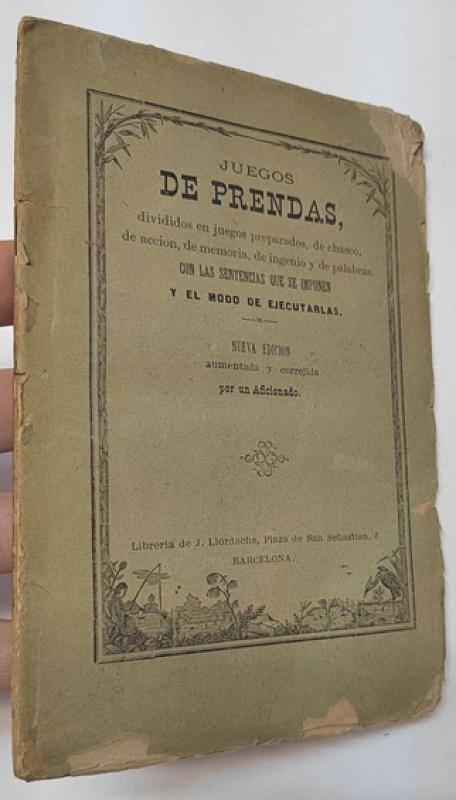 JUEGOS
DE PRENDAS,
divididos en juegos preparados, de chasco,
de accion, de memoria, de ingenio y de palabras.
CON LAS SENTENCIAS QUE SE IMPONEN
Y EL MODO DE EJECUTARLAS.
NUEVA EDICION
aumentada y correjida
por un Aficionado.
Libreria de J. Llordachs, Plaza de San Sebastian,
BARCELONA.